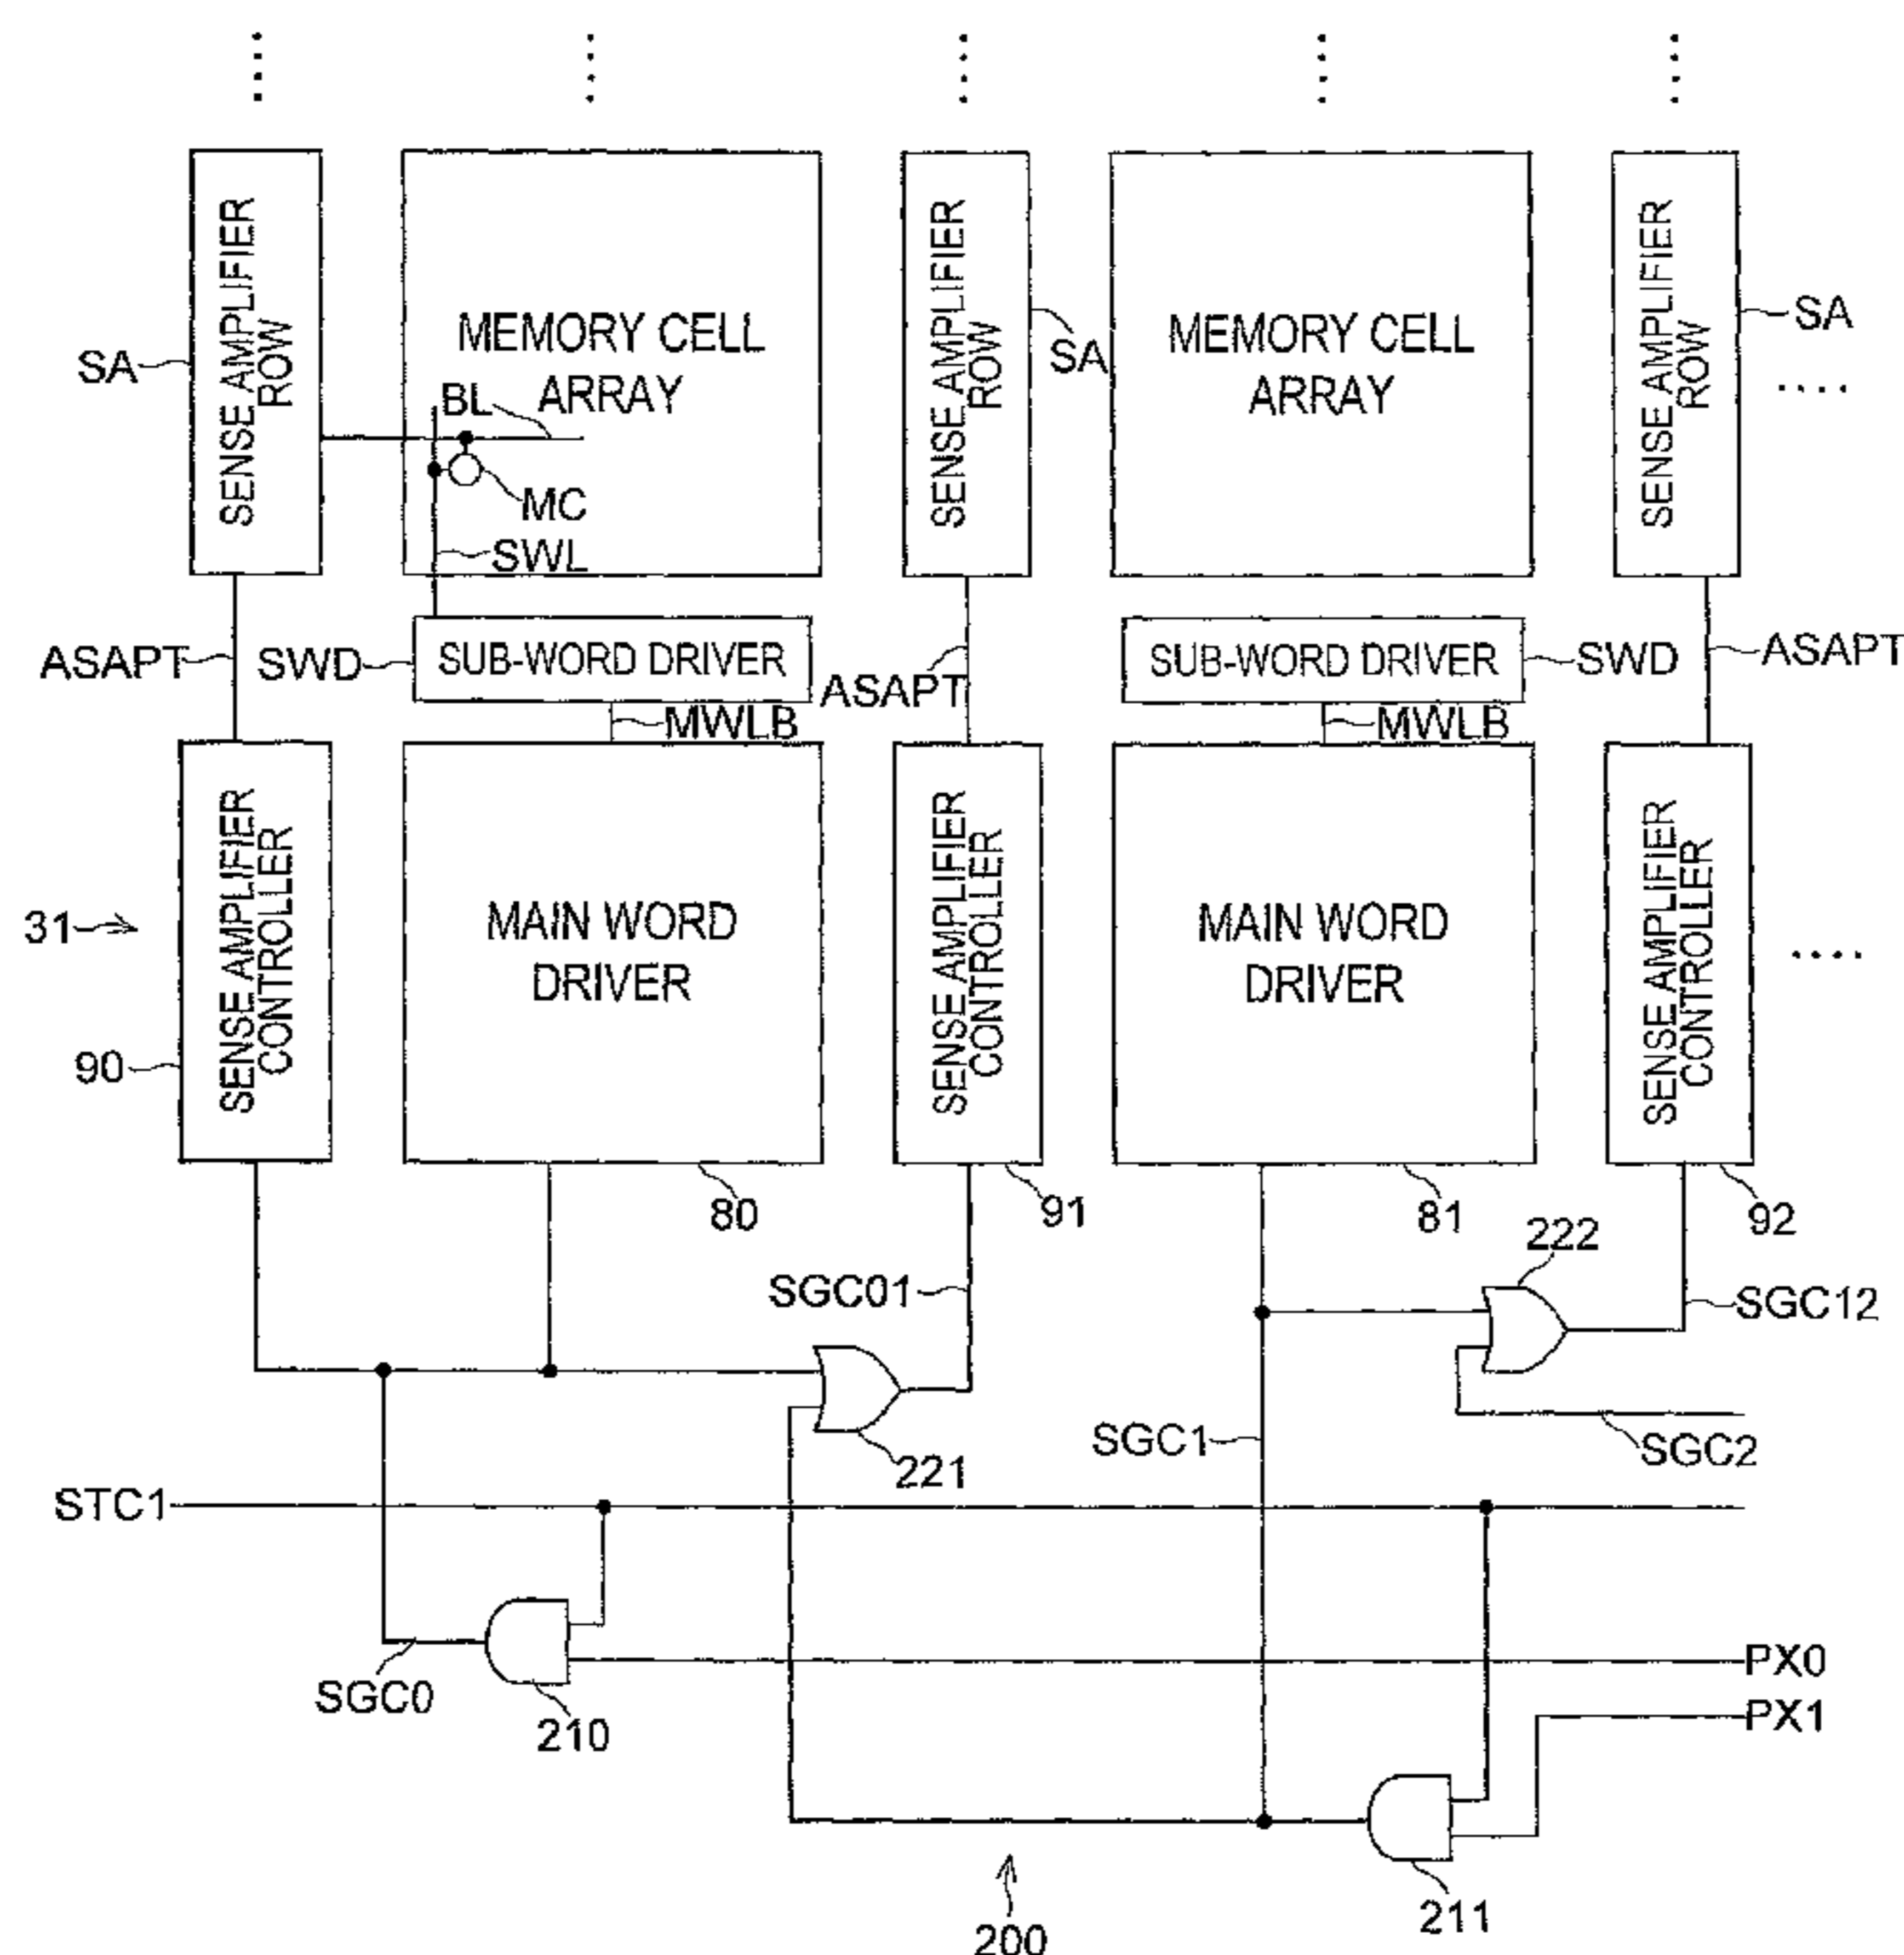 SENSE AMPLIFIER
ROW
MEMORY CELL
ARRAY
SENSE AMPLIFIER
ROW
MEMORY CELL
ARRAY
SENSE AMPLIFIER
ROW
SA
SA
SA
BL
MC
SWL
ASAPT
SWD
SUB-WORD DRIVER
ASAPT
SUB-WORD DRIVER
SWD
ASAPT
MWLB
MWLB
SENSE AMPLIFIER
CONTROLLER
MAIN WORD
DRIVER
SENSE AMPLIFIER
CONTROLLER
MAIN WORD
DRIVER
SENSE AMPLIFIER
CONTROLLER
31
90
80
91
81
92
222
SGC01
SGC12
221
SGC1
SGC2
STC1
SGC0
210
PX0
PX1
211
200